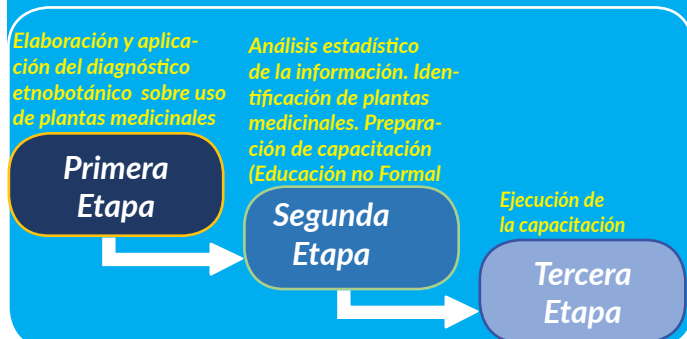 Elaboración y aplica-
ción del diagnóstico
etnobotánico sobre uso
de plantas medicinales
Primera
Etapa
Análisis estadístico
de la información. Iden-
tificación de plantas
medicinales. Prepara-
ción de capacitación
(Educación no Formal
Segunda
Etapa
Ejecución de
la capacitación
Tercera
Etapa